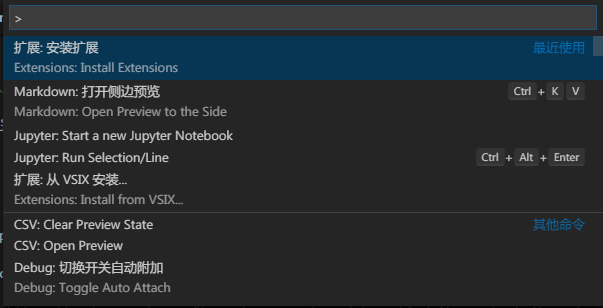 >
扩展: 安装扩展 最近使用
Extensions: Install Extensions
Markdown: 打开侧边预览 Ctrl + K V
Markdown: Open Preview to the Side
Jupyter: Start a new Jupyter Notebook
Jupyter: Run Selection/Line Ctrl + Alt + Enter
扩展: 从 VSIX 安装...
Extensions: Install from VSIX...
CSV: Clear Preview State 其他命令
CSV: Open Preview
Debug: 切换开关自动附加
Debug: Toggle Auto Attach